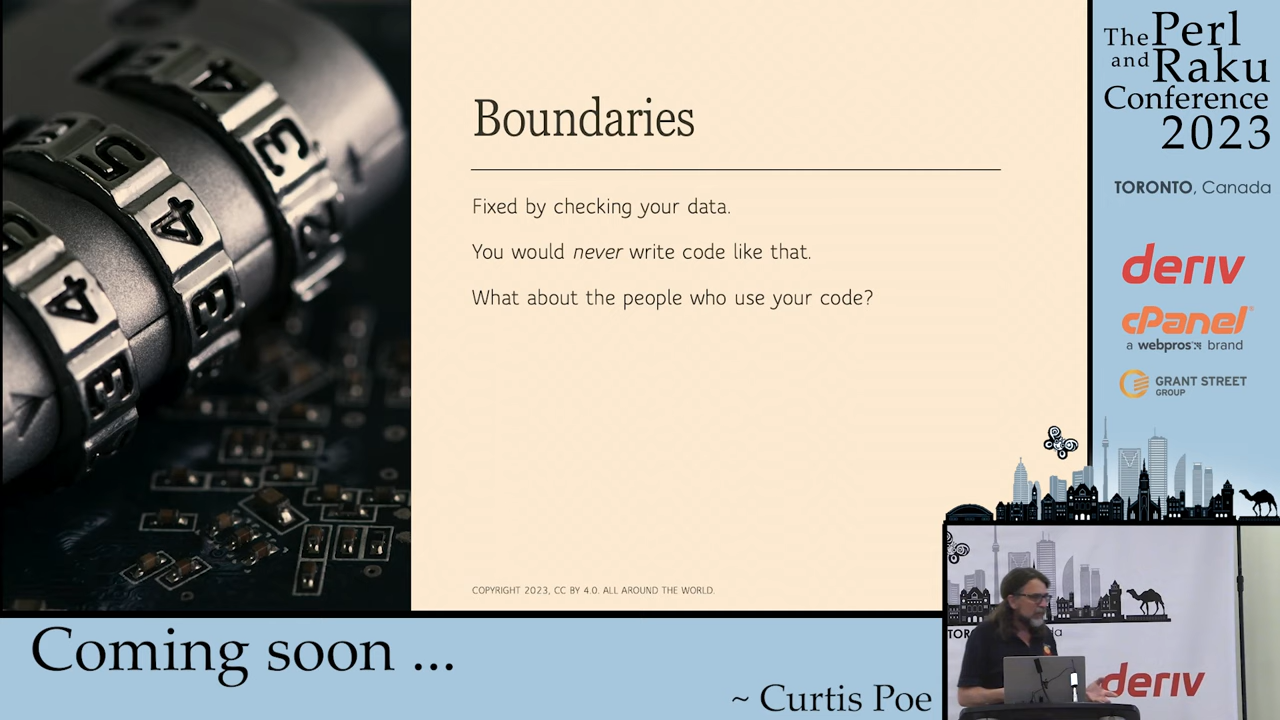 Boundaries
Fixed by checking your data.
You would never write code like that.
What about the people who use your code?
COPYRIGHT 2023, CC BY 4.0. ALL AROUND THE WORLD.
The Perl
and Raku
Conference
2023
TORONTO, Canada
deriv
cPanel
a webpros brand
GRANT STREET
GROUP
Coming soon ...
~ Curtis Poe
deriv